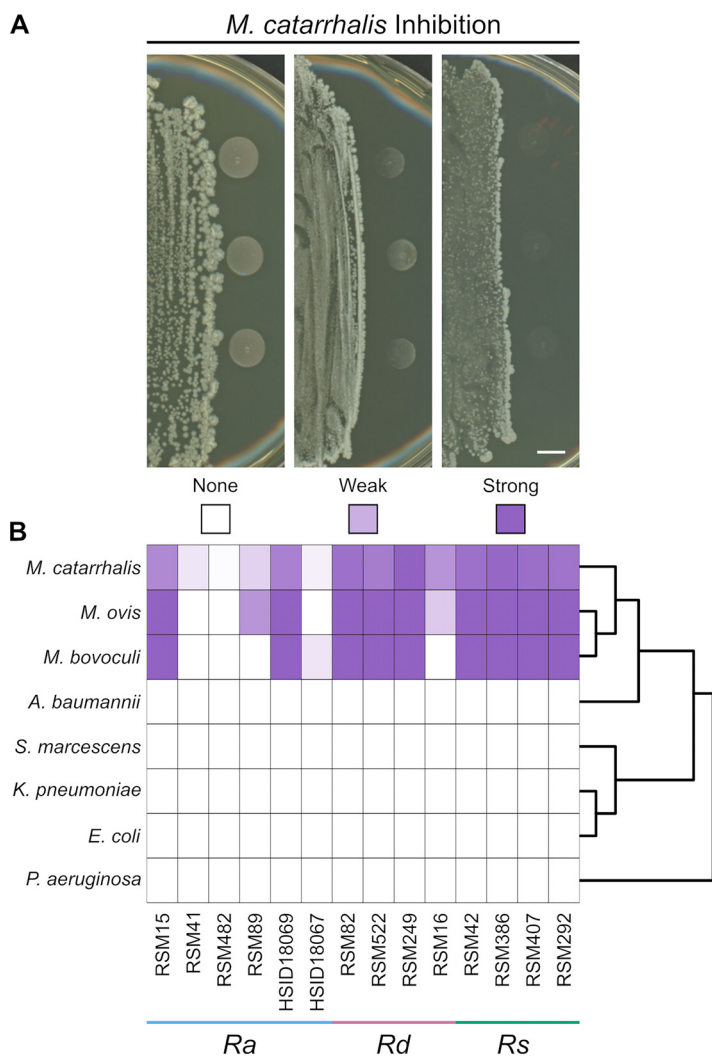 A
M. catarrhalis Inhibition
None
Weak
Strong
B
M. catarrhalis
M. ovis
M. bovoculi
A. baumannii
S. marcescens
K. pneumoniae
E. coli
P. aeruginosa
RSM15
RSM41
RSM482
RSM89
HSID18069
HSID18067
RSM82
RSM522
RSM249
RSM16
RSM42
RSM386
RSM407
RSM292
Ra
Rd
Rs